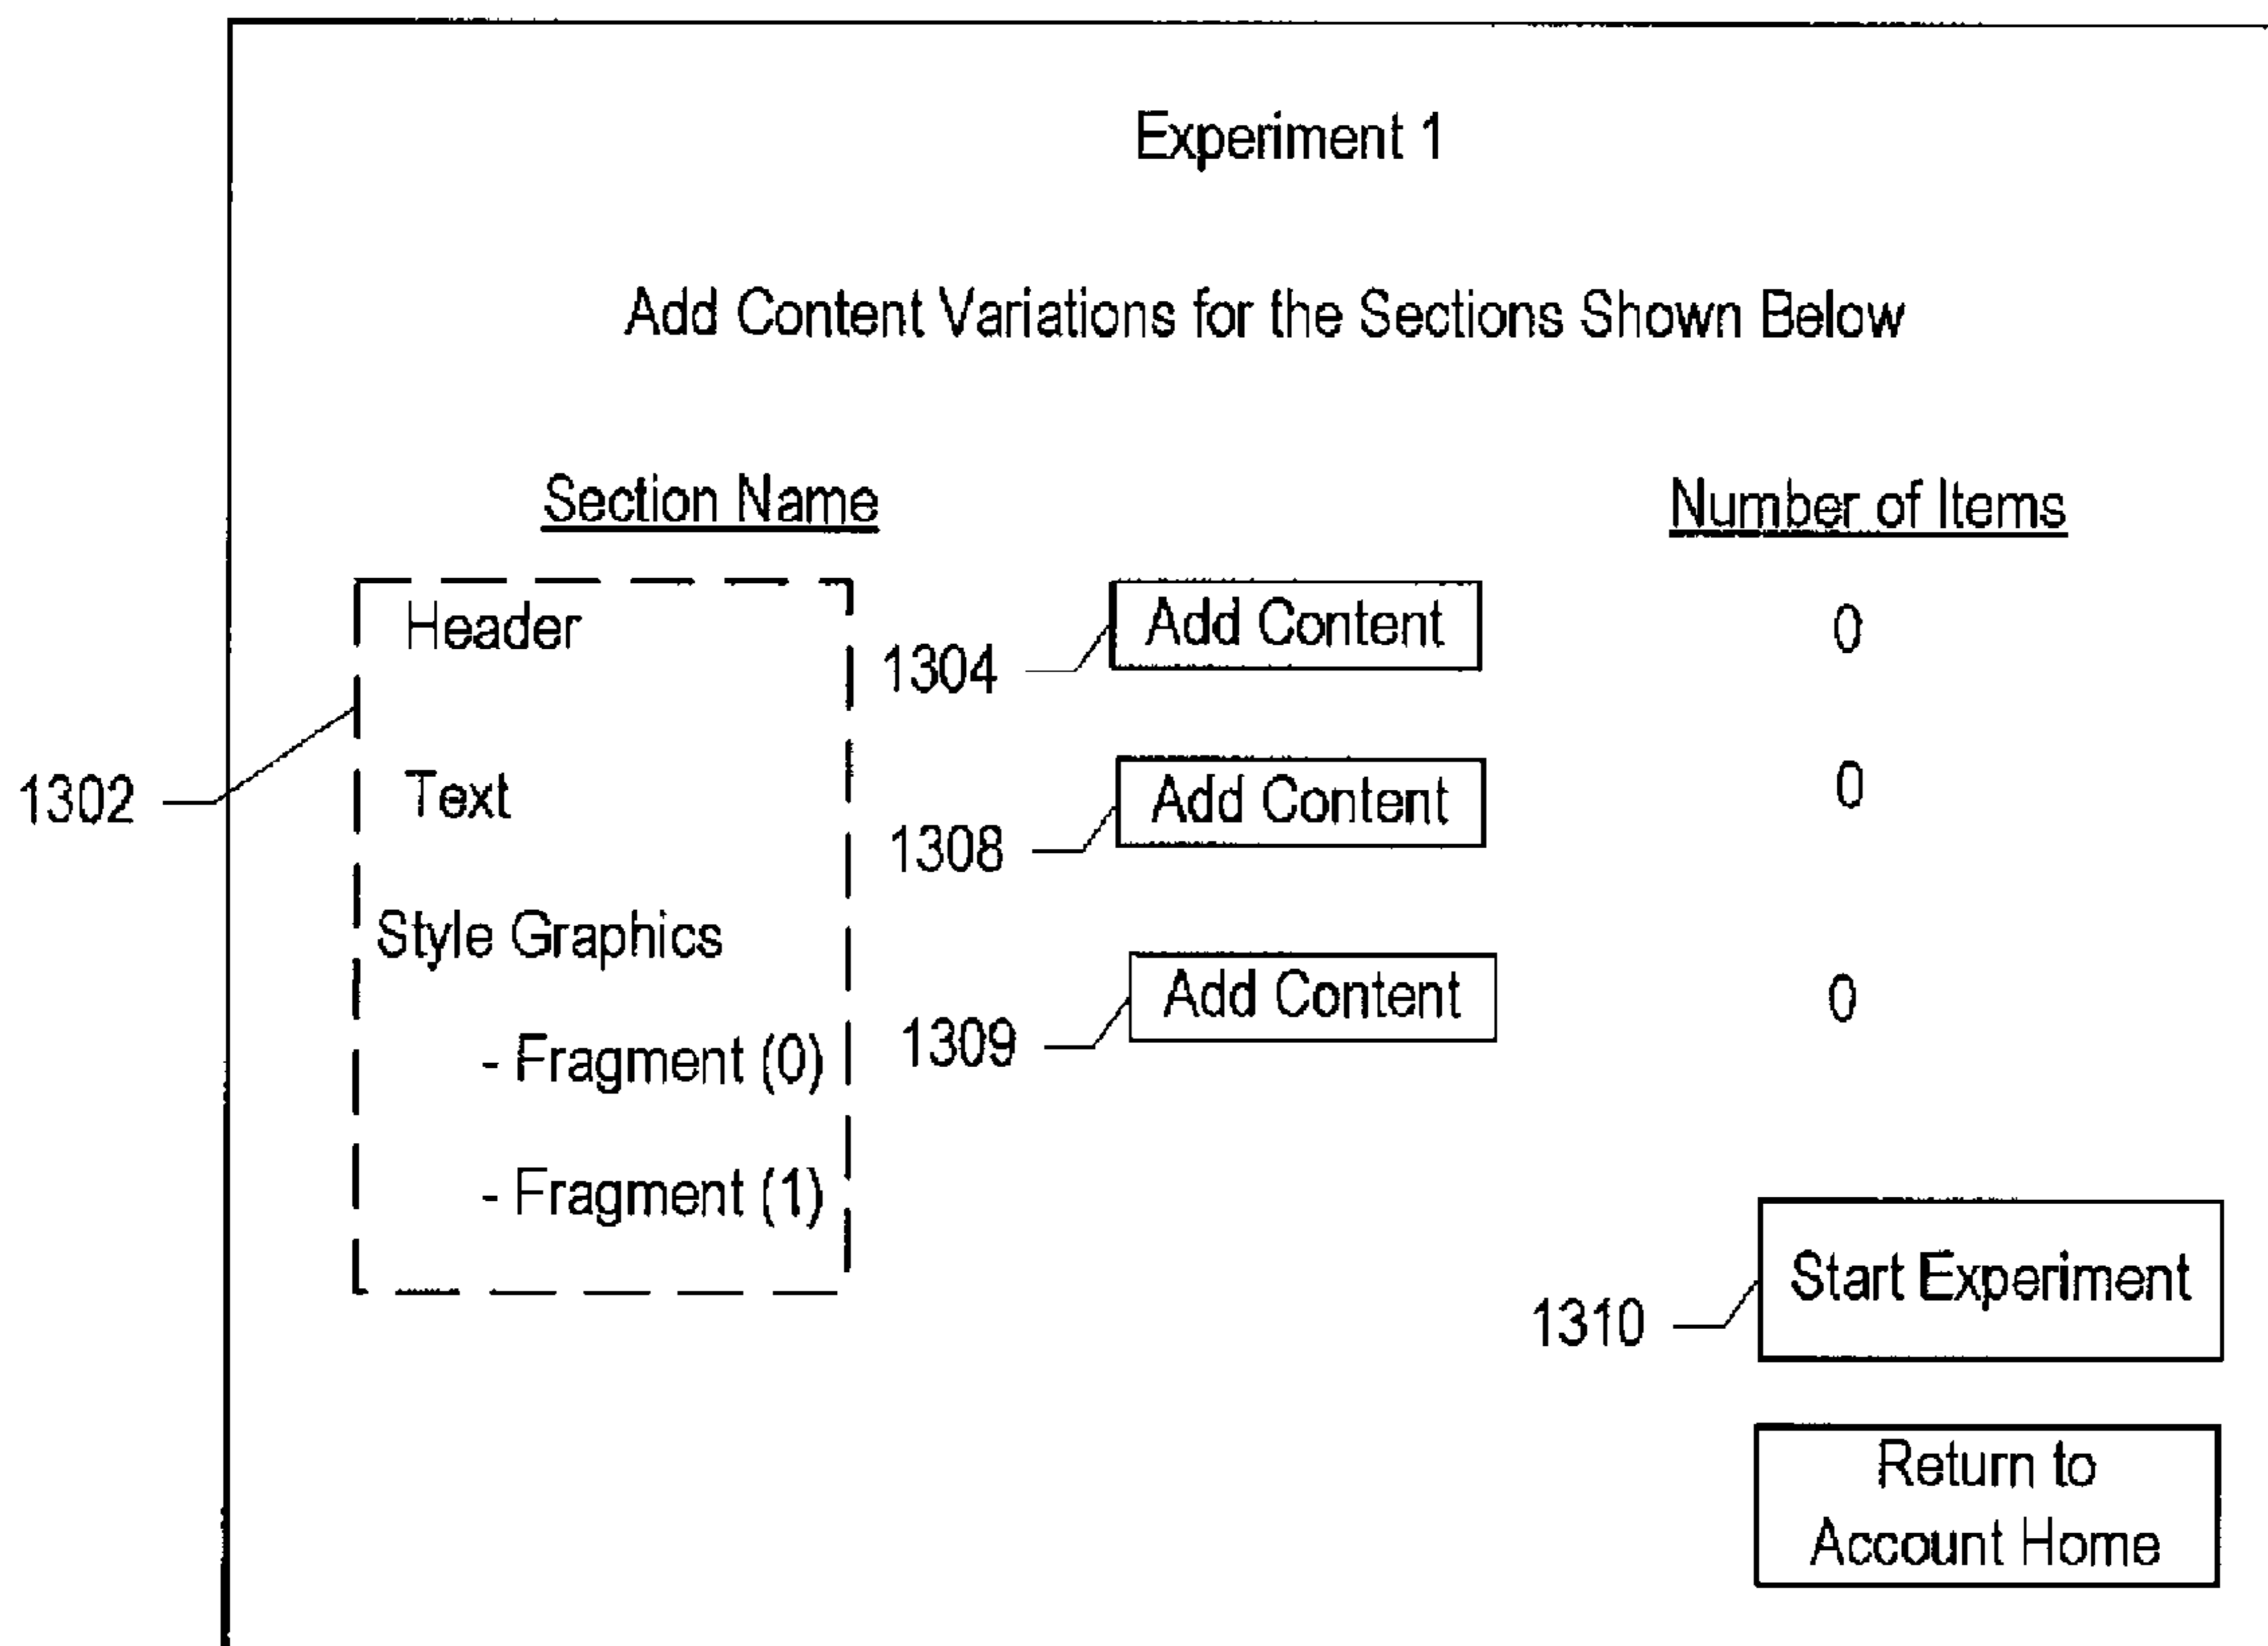 Experiment 1
Add Content Variations for the Sections Shown Below
Section Name
Number of Items
Header
1304
Add Content
0
1302
Text
1308
Add Content
0
Style Graphics
1309
Add Content
0
- Fragment (0)
- Fragment (1)
1310
Start Experiment
Return to
Account Home